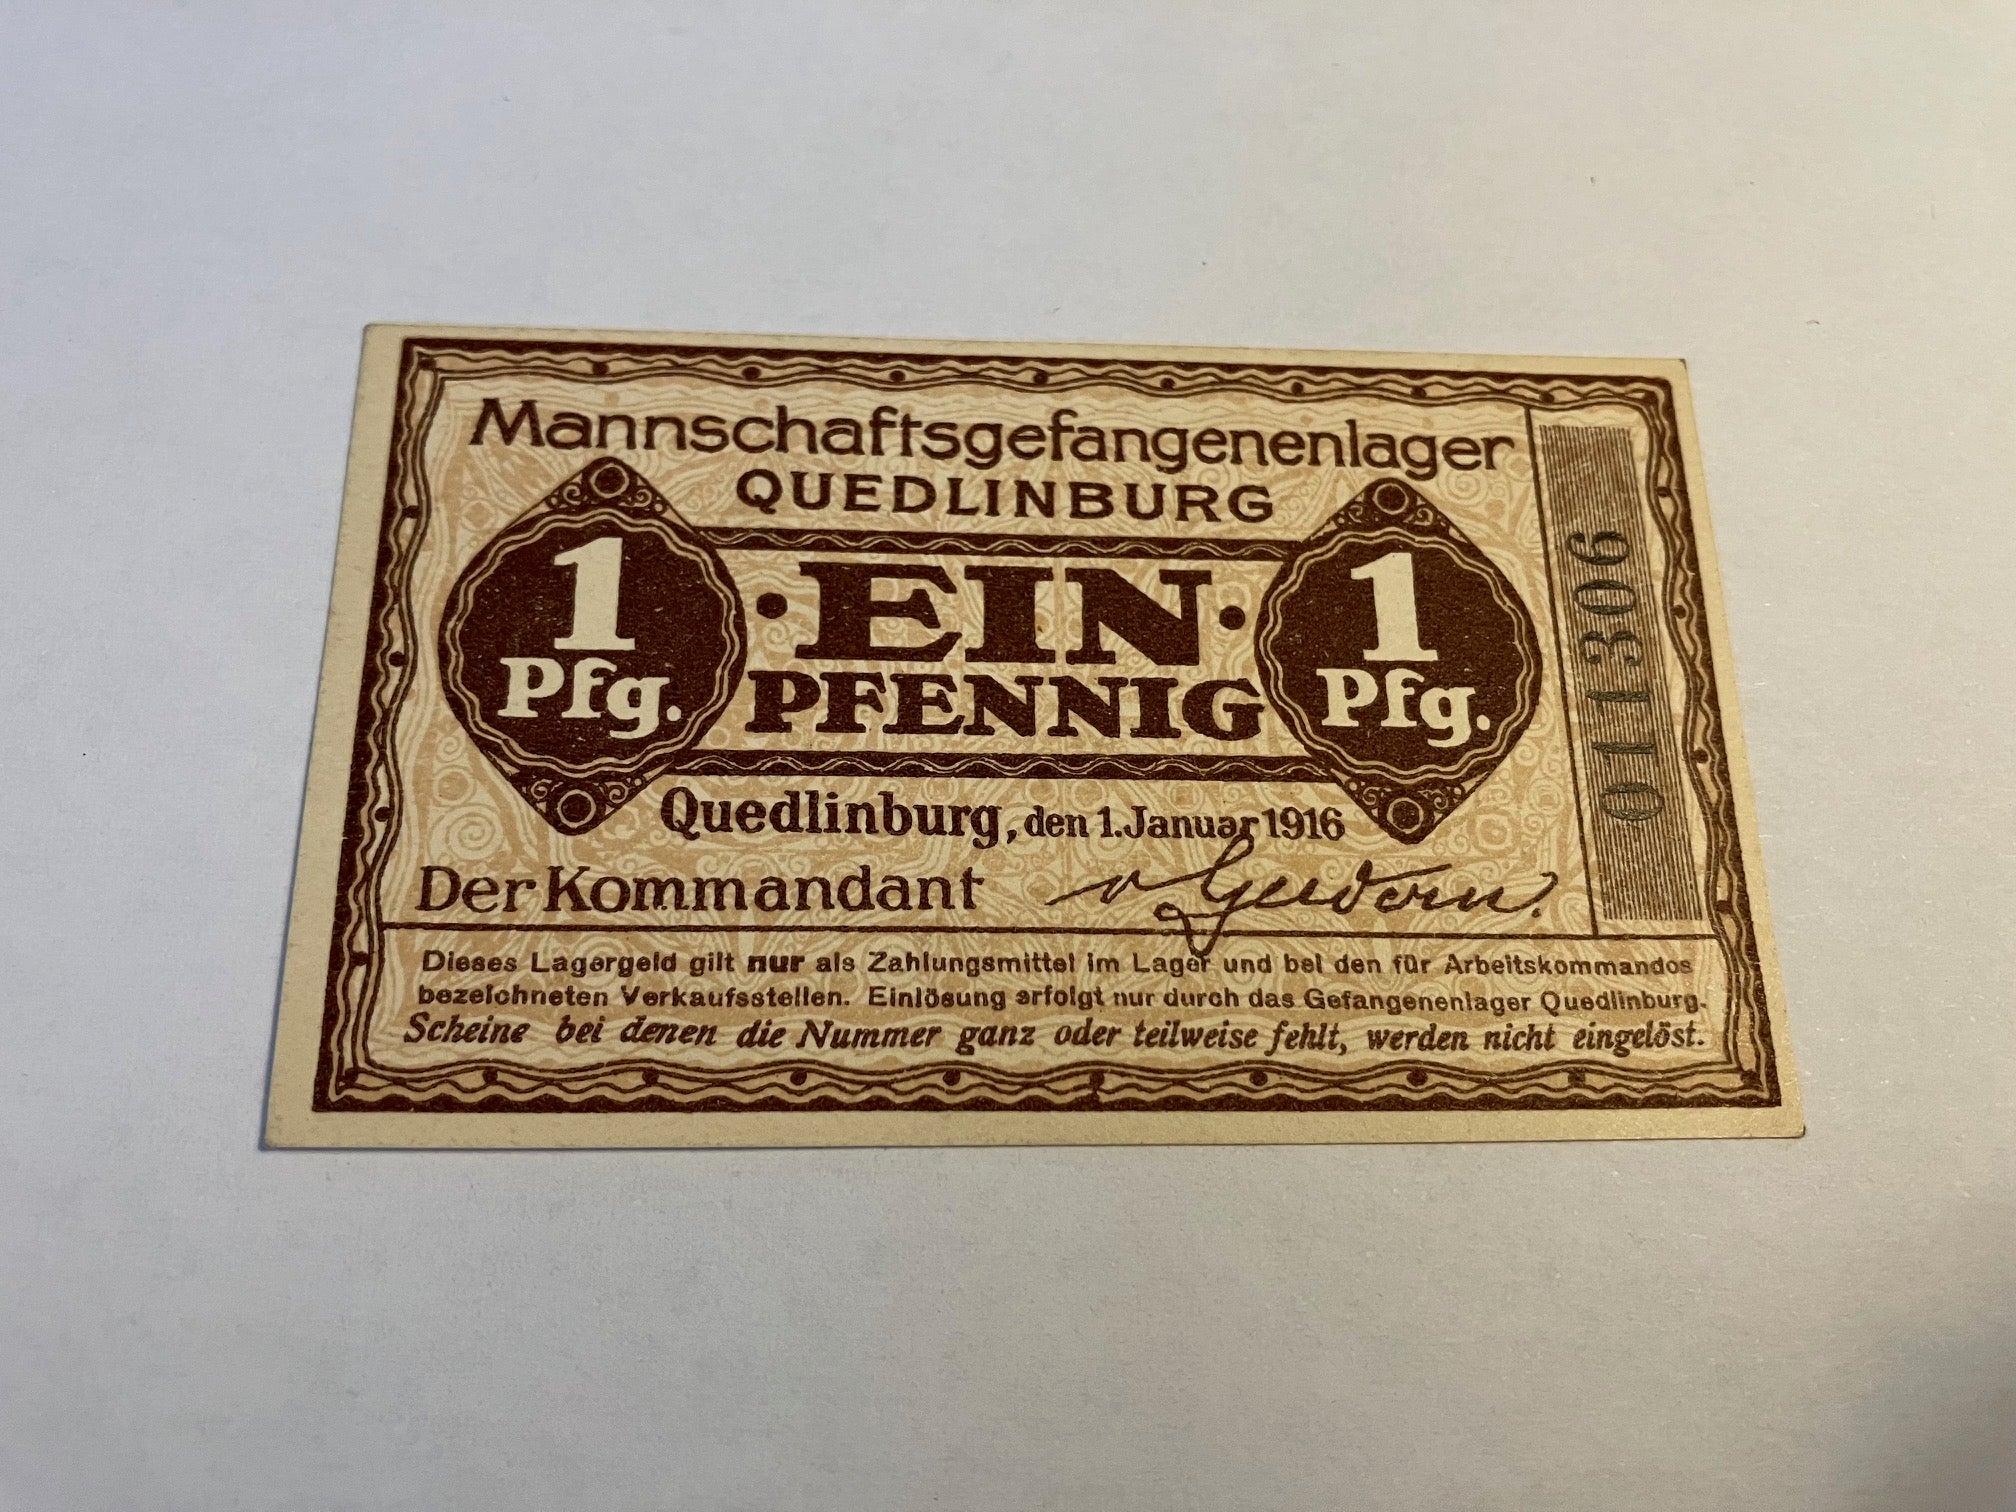 Mannschaftsgefangenenlager
QUEDLINBURG
1 Pfg.
· EIN ·
PFENNIG
1 Pfg.
011306
Quedlinburg, den 1. Januar 1916
Der Kommandant
Dieses Lagergeld gilt nur als Zahlungsmittel im Lager und bei den für Arbeitskommandos
bezeichneten Verkaufsstellen. Einlösung erfolgt nur durch das Gefangenenlager Quedlinburg.
Scheine bei denen die Nummer ganz oder teilweise fehlt, werden nicht eingelöst.